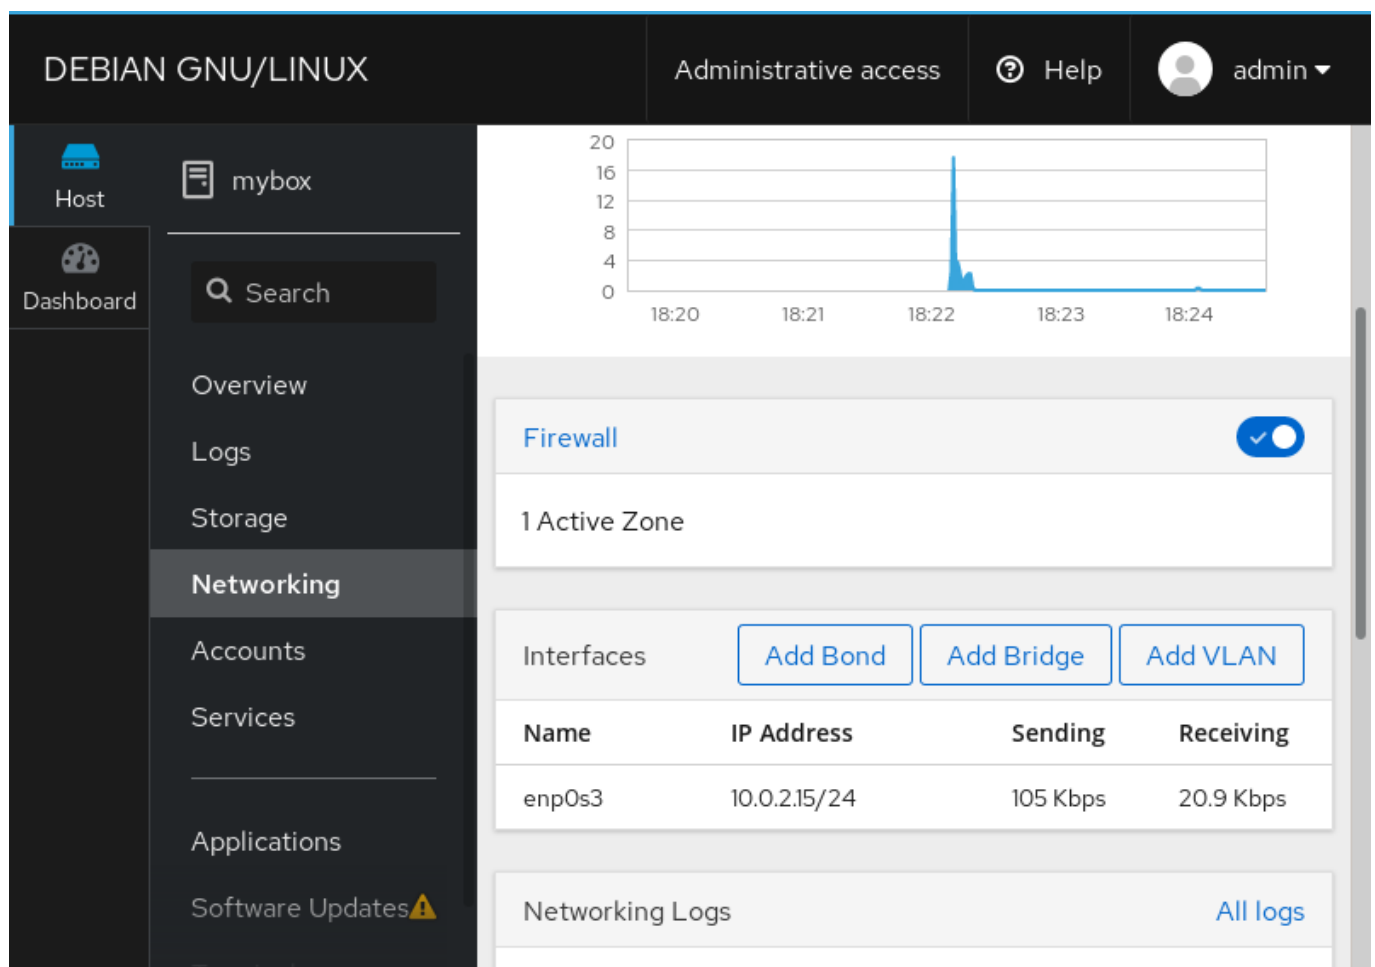 DEBIAN GNU/LINUX
Administrative access
Help
admin
Host
Dashboard
mybox
Search
Overview
Logs
Storage
Networking
Accounts
Services
Applications
Software Updates
20
16
12
8
4
0
18:20 18:21 18:22 18:23 18:24
Firewall
1 Active Zone
Interfaces Add Bond Add Bridge Add VLAN
Name IP Address Sending Receiving
enp0s3 10.0.2.15/24 105 Kbps 20.9 Kbps
Networking Logs All logs